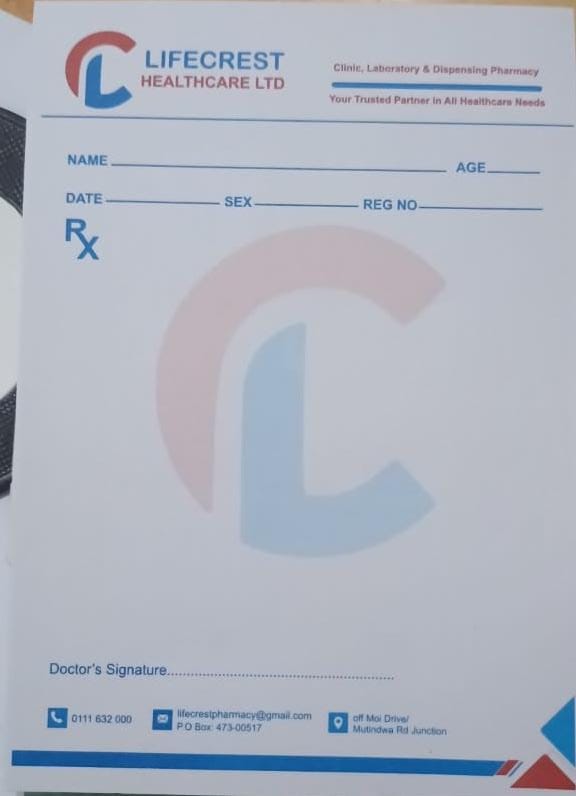 LIFECREST
HEALTHCARE LTD
Clinic, Laboratory & Dispensing Pharmacy
Your Trusted Partner in All Healthcare Needs
NAME AGE
DATE SEX REG NO
Rx
Doctor's Signature
0111 632 000
lifecrestpharmacy@gmail.com
P.O Box: 473-00517
off Moi Drive/
Mutindwa Rd Junction